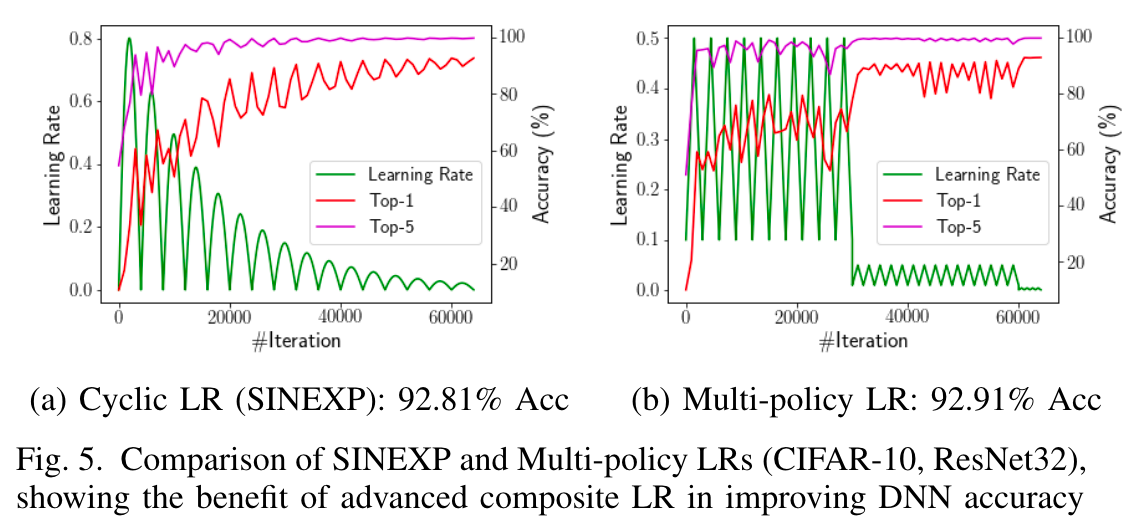 0.8
0.6
0.4
0.2
0.0
Learning Rate
100
80
60
40
20
Accuracy (%)
Learning Rate
Top-1
Top-5
0 20000 40000 60000
#Iteration
0.5
0.4
0.3
0.2
0.1
0.0
Learning Rate
100
80
60
40
20
Accuracy (%)
Learning Rate
Top-1
Top-5
0 20000 40000 60000
#Iteration
(a) Cyclic LR (SINEXP): 92.81% Acc
(b) Multi-policy LR: 92.91% Acc
Fig. 5. Comparison of SINEXP and Multi-policy LRs (CIFAR-10, ResNet32),
showing the benefit of advanced composite LR in improving DNN accuracy